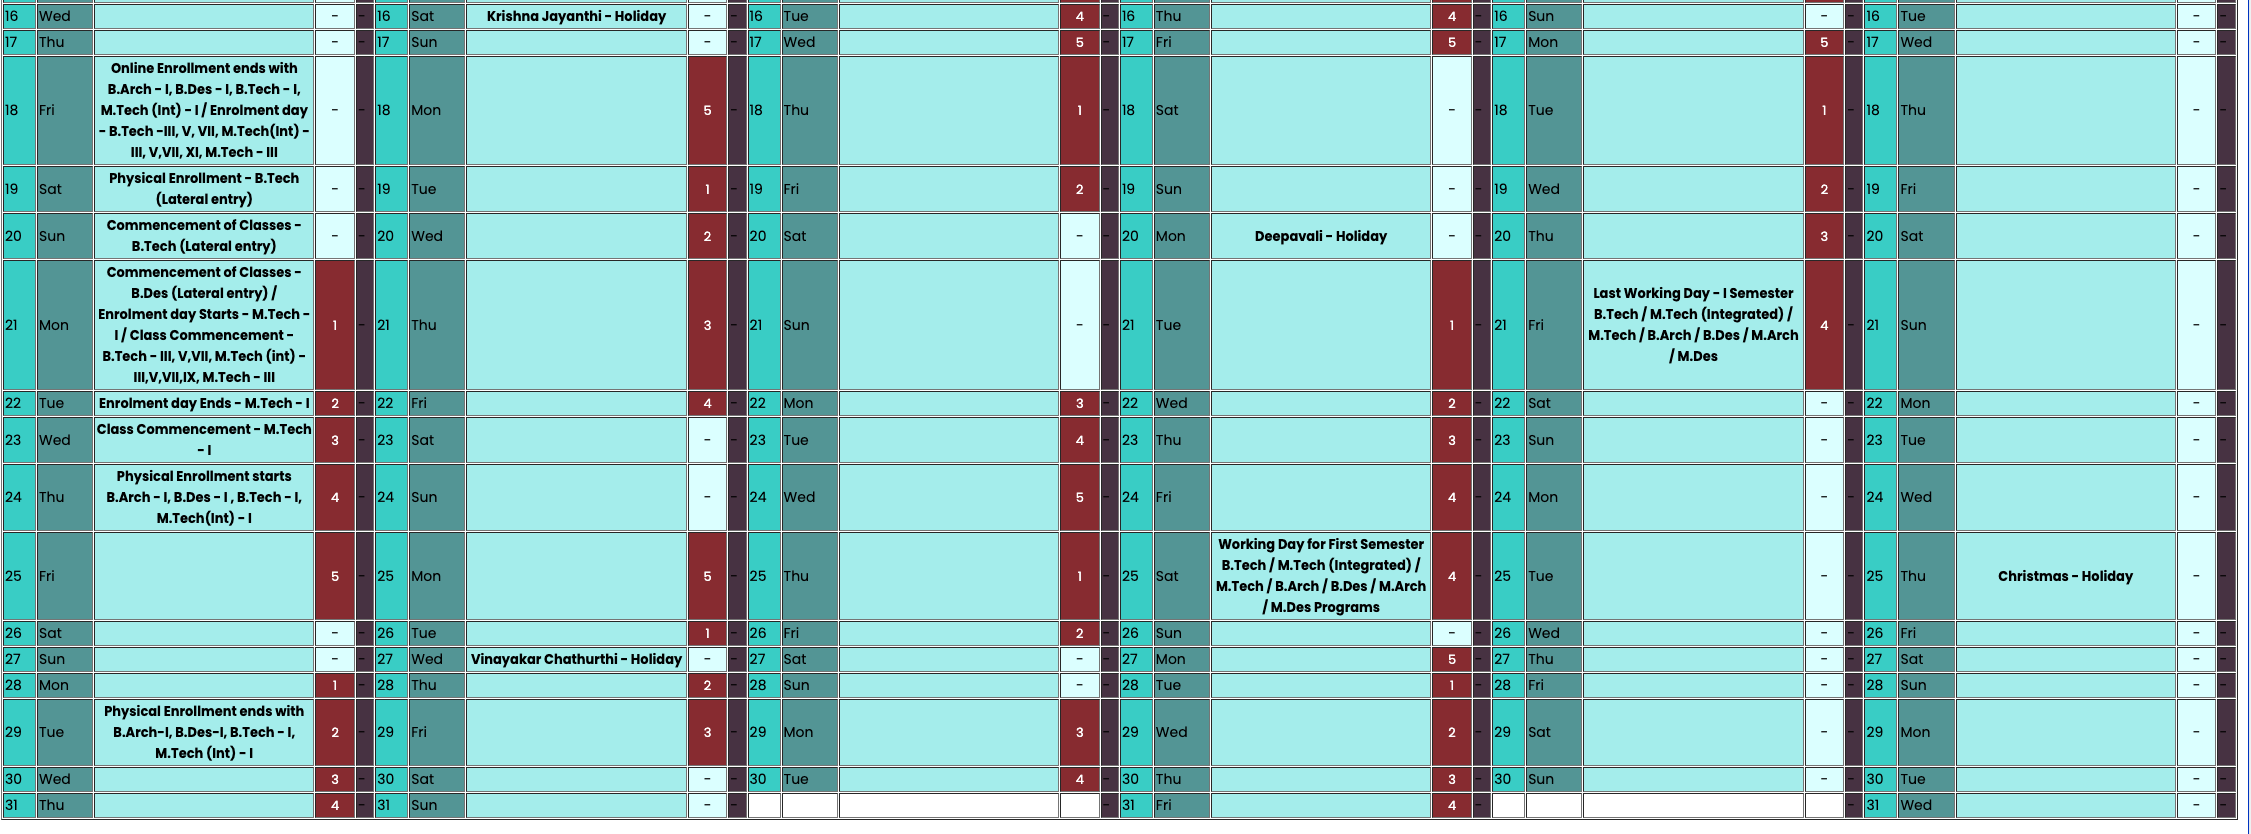 16 Wed - - 16 Sat Krishna Jayanthi - Holiday - - 16 Tue 4 - 16 Thu 4 - 16 Sun - - 16 Tue - -
17 Thu - - 17 Sun - - 17 Wed 5 - 17 Fri 5 - 17 Mon 5 - 17 Wed - -
Online Enrollment ends with
B.Arch - I, B.Des - I, B.Tech - I,
M.Tech (Int) - I / Enrolment day
- B.Tech -III, V, VII, M.Tech(Int) -
III, V,VII, XI, M.Tech - III
18 Fri - - 18 Mon 5 - 18 Thu 1 - 18 Sat - - 18 Tue 1 - 18 Thu - -
Physical Enrollment - B.Tech
(Lateral entry)
19 Sat - - 19 Tue 1 - 19 Fri 2 - 19 Sun - - 19 Wed 2 - 19 Fri - -
Commencement of Classes -
B.Tech (Lateral entry)
20 Sun - - 20 Wed 2 - 20 Sat - - 20 Mon Deepavali - Holiday - - 20 Thu 3 - 20 Sat - -
Commencement of Classes -
B.Des (Lateral entry) /
Enrolment day Starts - M.Tech -
I / Class Commencement -
B.Tech - III, V,VII, M.Tech (int) -
III,V,VII,IX, M.Tech - III
21 Mon 1 - 21 Thu 3 - 21 Sun - - 21 Tue 1 - 21 Fri
Last Working Day - I Semester
B.Tech / M.Tech (Integrated) /
M.Tech / B.Arch / B.Des / M.Arch
/ M.Des
4 - 21 Sun - -
22 Tue Enrolment day Ends - M.Tech - I 2 - 22 Fri 4 - 22 Mon 3 - 22 Wed 2 - 22 Sat - - 22 Mon - -
Class Commencement - M.Tech
- I
23 Wed 3 - 23 Sat - - 23 Tue 4 - 23 Thu 3 - 23 Sun - - 23 Tue - -
Physical Enrollment starts
B.Arch - I, B.Des - I , B.Tech - I,
M.Tech(Int) - I
24 Thu 4 - 24 Sun - - 24 Wed 5 - 24 Fri 4 - 24 Mon - - 24 Wed - -
25 Fri 5 - 25 Mon 5 - 25 Thu 1 - 25 Sat
Working Day for First Semester
B.Tech / M.Tech (Integrated) /
M.Tech / B.Arch / B.Des / M.Arch
/ M.Des Programs
4 - 25 Tue - - 25 Thu Christmas - Holiday - -
26 Sat - - 26 Tue 1 - 26 Fri 2 - 26 Sun - - 26 Wed - - 26 Fri - -
27 Sun - - 27 Wed Vinayakar Chathurthi - Holiday - - 27 Sat - - 27 Mon 5 - 27 Thu - - 27 Sat - -
28 Mon 1 - 28 Thu 2 - 28 Sun - - 28 Tue 1 - 28 Fri - - 28 Sun - -
Physical Enrollment ends with
B.Arch-I, B.Des-I, B.Tech - I,
M.Tech (Int) - I
29 Tue 2 - 29 Fri 3 - 29 Mon 3 - 29 Wed 2 - 29 Sat - - 29 Mon - -
30 Wed 3 - 30 Sat - - 30 Tue 4 - 30 Thu 3 - 30 Sun - - 30 Tue - -
31 Thu 4 - 31 Sun - - - 31 Fri 4 - - 31 Wed - -